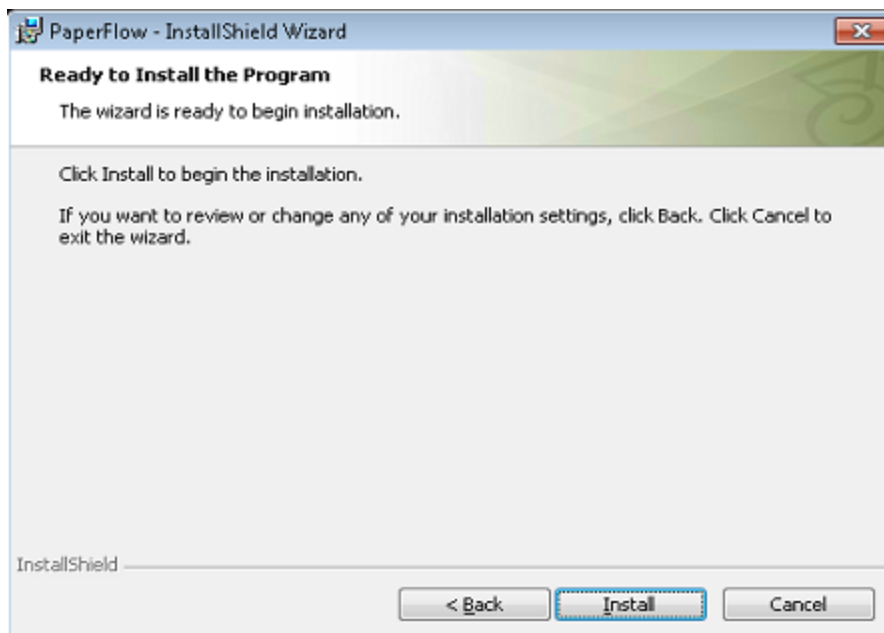 PaperFlow - InstallShield Wizard
Ready to Install the Program
The wizard is ready to begin installation.
Click Install to begin the installation.
If you want to review or change any of your installation settings, click Back. Click Cancel to
exit the wizard.
InstallShield
< Back
Install
Cancel